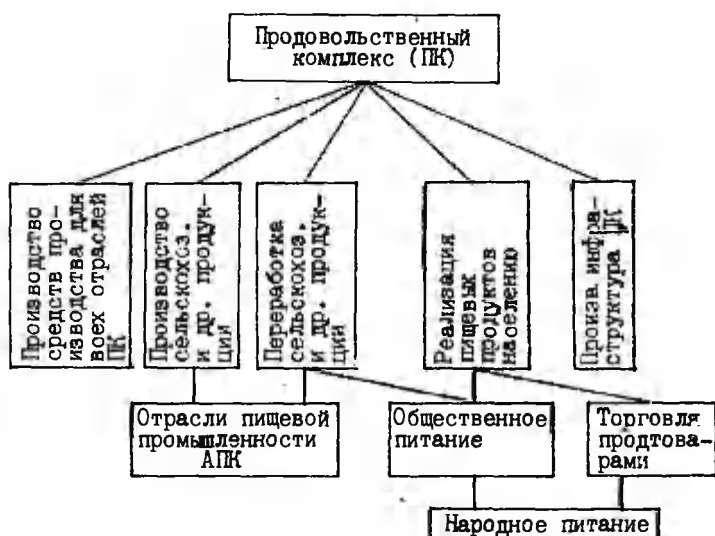 Продовольственный
комплекс (ПК)
Производство
средств про-
изводства для
всех отраслей
ПК
Производство
сельскохоз.
и др. продук-
ции
Переработка
сельскохоз.
и др. продук-
ции
Реализация
пищевых
продуктов
населению
Произв. инфра-
структура ПК
Отрасли пищевой
промышленности
АПК
Общественное
питание
Торговля
продтова-
рами
Народное питание